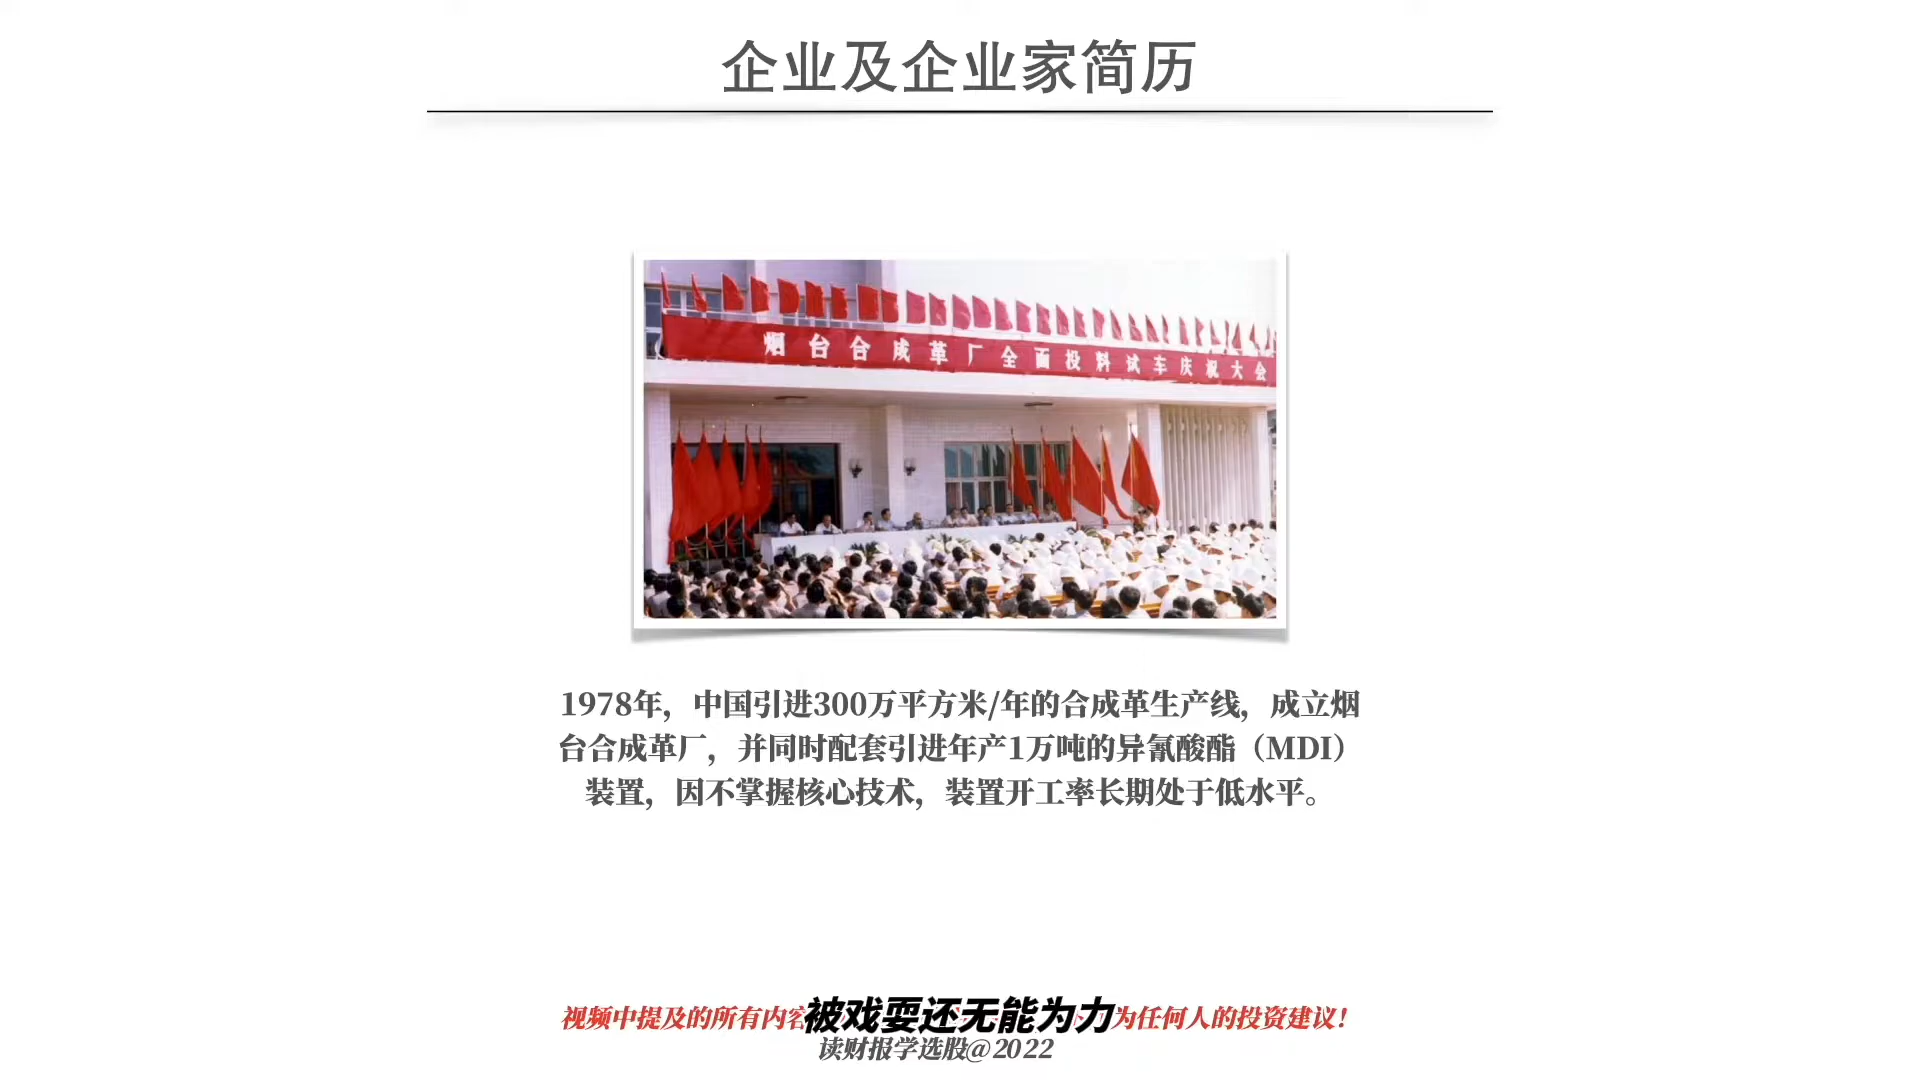 企业及企业家简历
烟台合成革厂全面投料试车庆祝大会
1978年，中国引进300万平方米/年的合成革生产线，成立烟
台合成革厂，并同时配套引进年产1万吨的异氰酸酯（MDI）
装置，因不掌握核心技术，装置开工率长期处于低水平。
视频中提及的所有内容
被戏耍还无能为力
为任何人的投资建议！
读财报学选股@2022